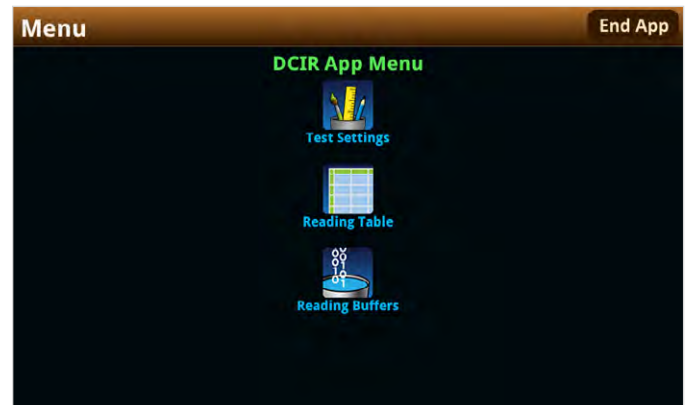 Menu
End App
DCIR App Menu
Test Settings
Reading Table
Reading Buffers